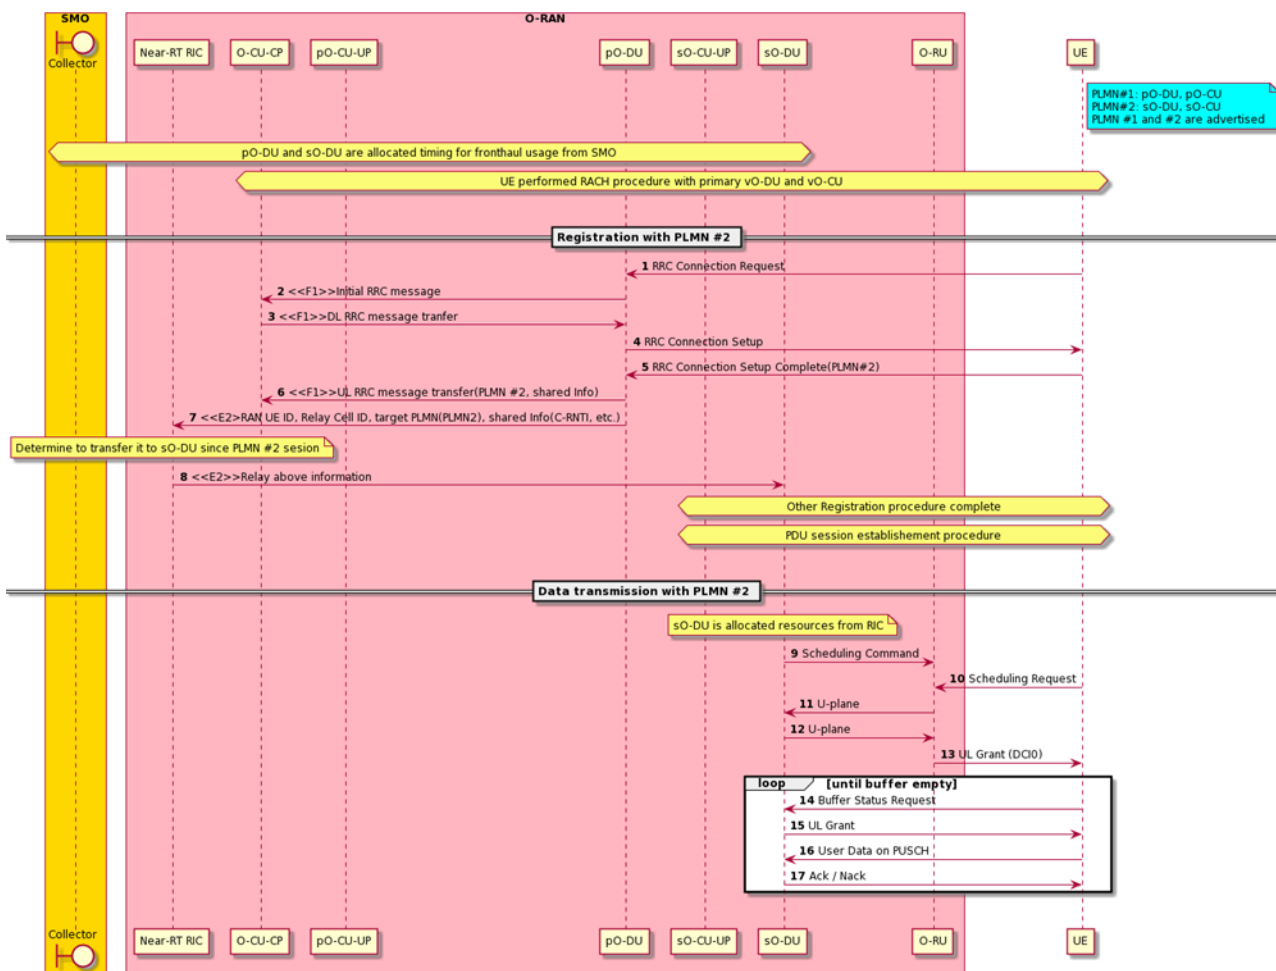 SMO
O-RAN
Collector
Near-RT RIC
O-CU-CP
pO-CU-UP
pO-DU
sO-CU-UP
sO-DU
O-RU
UE
PLMN#1: pO-DU, pO-CU
PLMN#2: sO-DU, sO-CU
PLMN #1 and #2 are advertised
pO-DU and sO-DU are allocated timing for fronthaul usage from SMO
UE performed RACH procedure with primary vO-DU and vO-CU
Registration with PLMN #2
1 RRC Connection Request
2 <<F1>>Initial RRC message
3 <<F1>>DL RRC message tranfer
4 RRC Connection Setup
5 RRC Connection Setup Complete(PLMN#2)
6 <<F1>>UL RRC message transfer(PLMN #2, shared Info)
7 <<E2>RAN UE ID, Relay Cell ID, target PLMN(PLMN2), shared Info(C-RNTI, etc.)
Determine to transfer it to sO-DU since PLMN #2 sesion
8 <<E2>>Relay above information
Other Registration procedure complete
PDU session establishement procedure
Data transmission with PLMN #2
sO-DU is allocated resources from RIC
9 Scheduling Command
10 Scheduling Request
11 U-plane
12 U-plane
13 UL Grant (DCI0)
loop [until buffer empty]
14 Buffer Status Request
15 UL Grant
16 User Data on PUSCH
17 Ack / Nack
Collector
Near-RT RIC
O-CU-CP
pO-CU-UP
pO-DU
sO-CU-UP
sO-DU
O-RU
UE